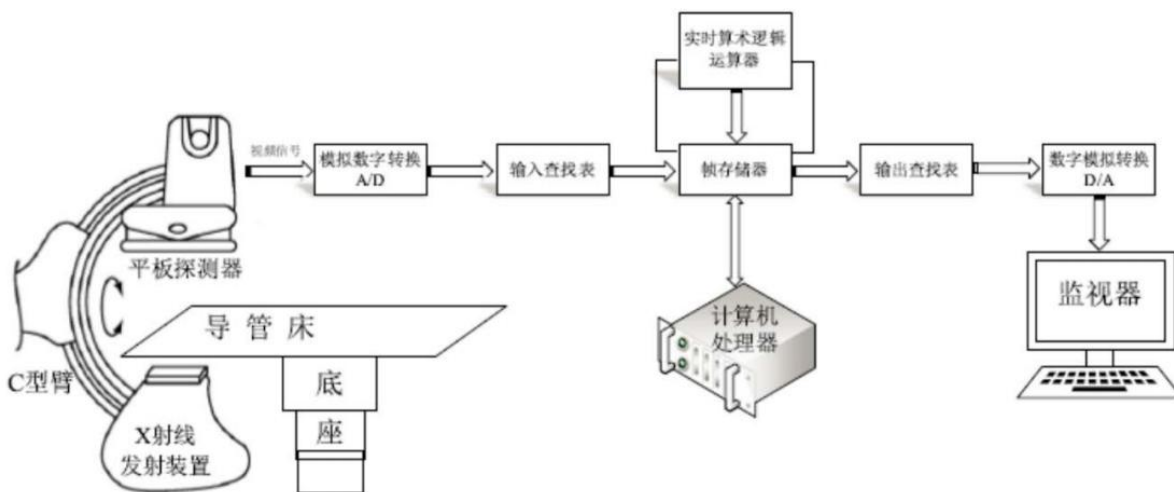 实时算术逻辑
运算器
视频信号
模拟数字转换
A/D
输入查找表
帧存储器
输出查找表
数字模拟转换
D/A
平板探测器
导管床
C型臂
底
座
X射线
发射装置
计算机
处理器
监视器